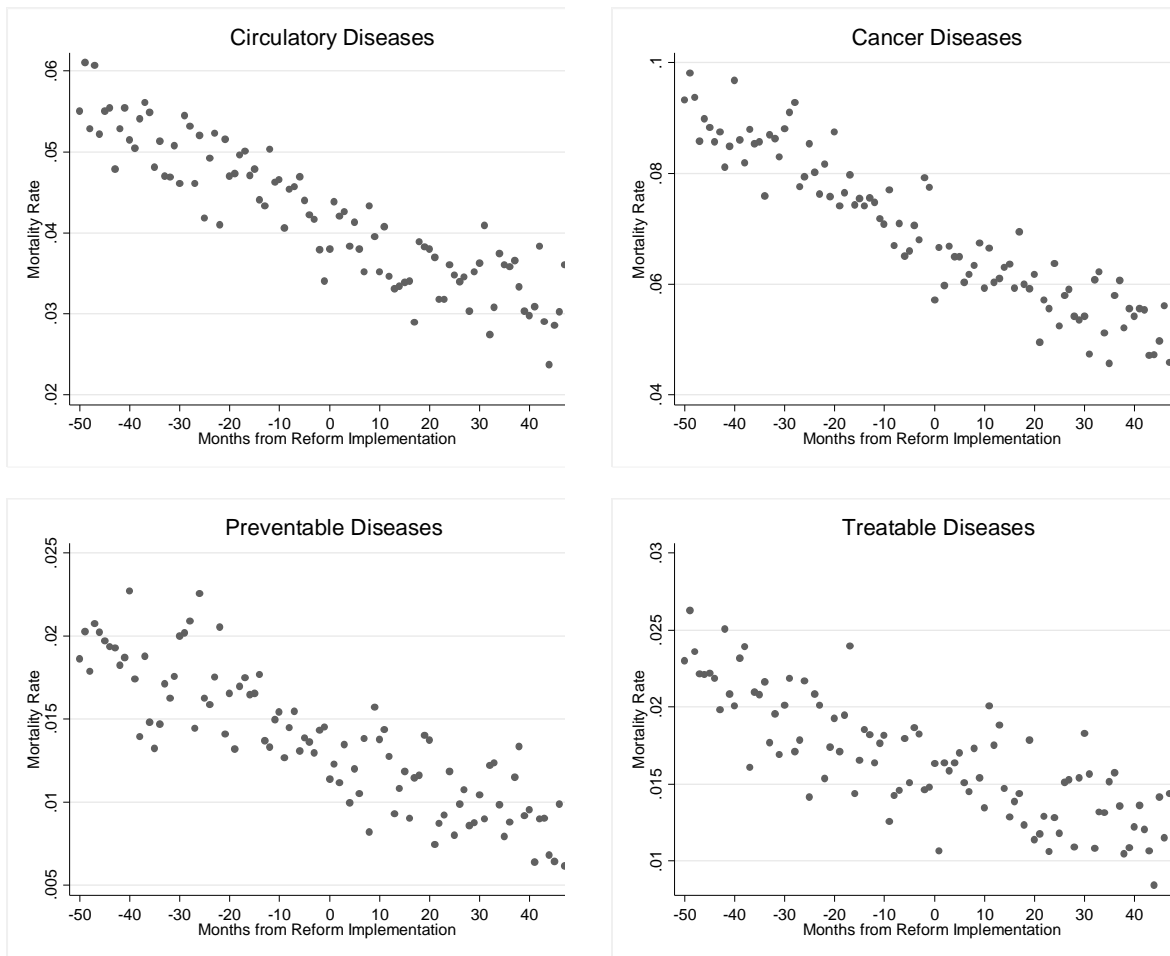 Circulatory Diseases
Mortality Rate
.06
.05
.04
.03
.02
-50 -40 -30 -20 -10 0 10 20 30 40
Months from Reform Implementation
Cancer Diseases
Mortality Rate
.1
.08
.06
.04
-50 -40 -30 -20 -10 0 10 20 30 40
Months from Reform Implementation
Preventable Diseases
Mortality Rate
.025
.02
.015
.01
.005
-50 -40 -30 -20 -10 0 10 20 30 40
Months from Reform Implementation
Treatable Diseases
Mortality Rate
.03
.025
.02
.015
.01
-50 -40 -30 -20 -10 0 10 20 30 40
Months from Reform Implementation